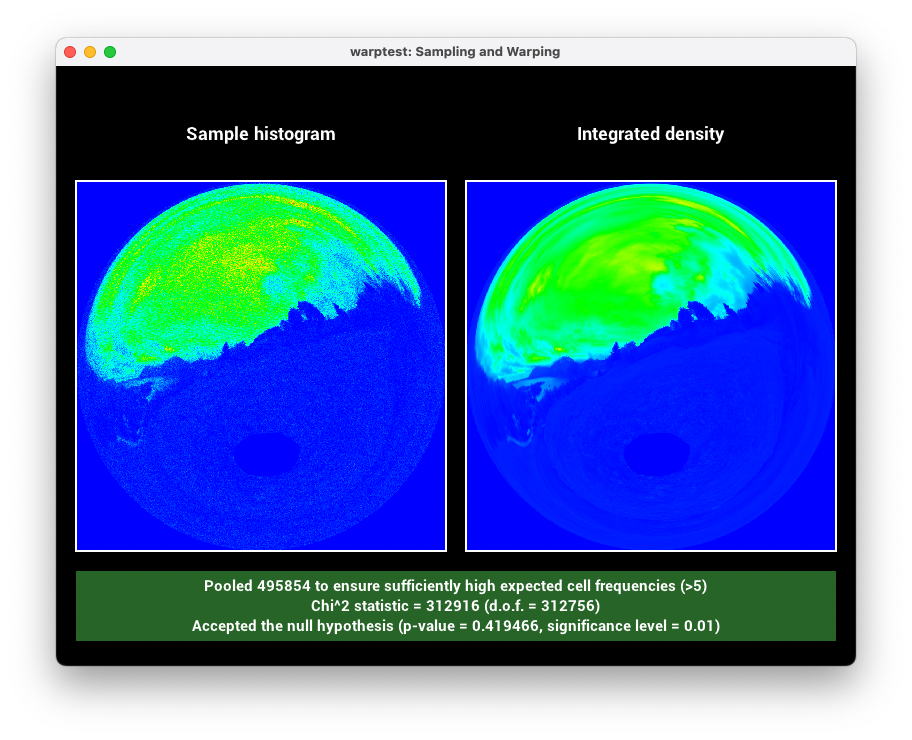 warptest: Sampling and Warping
Sample histogram
Integrated density
Pooled 495854 to ensure sufficiently high expected cell frequencies (>5)
Chi^2 statistic = 312916 (d.o.f. = 312756)
Accepted the null hypothesis (p-value = 0.419466, significance level = 0.01)